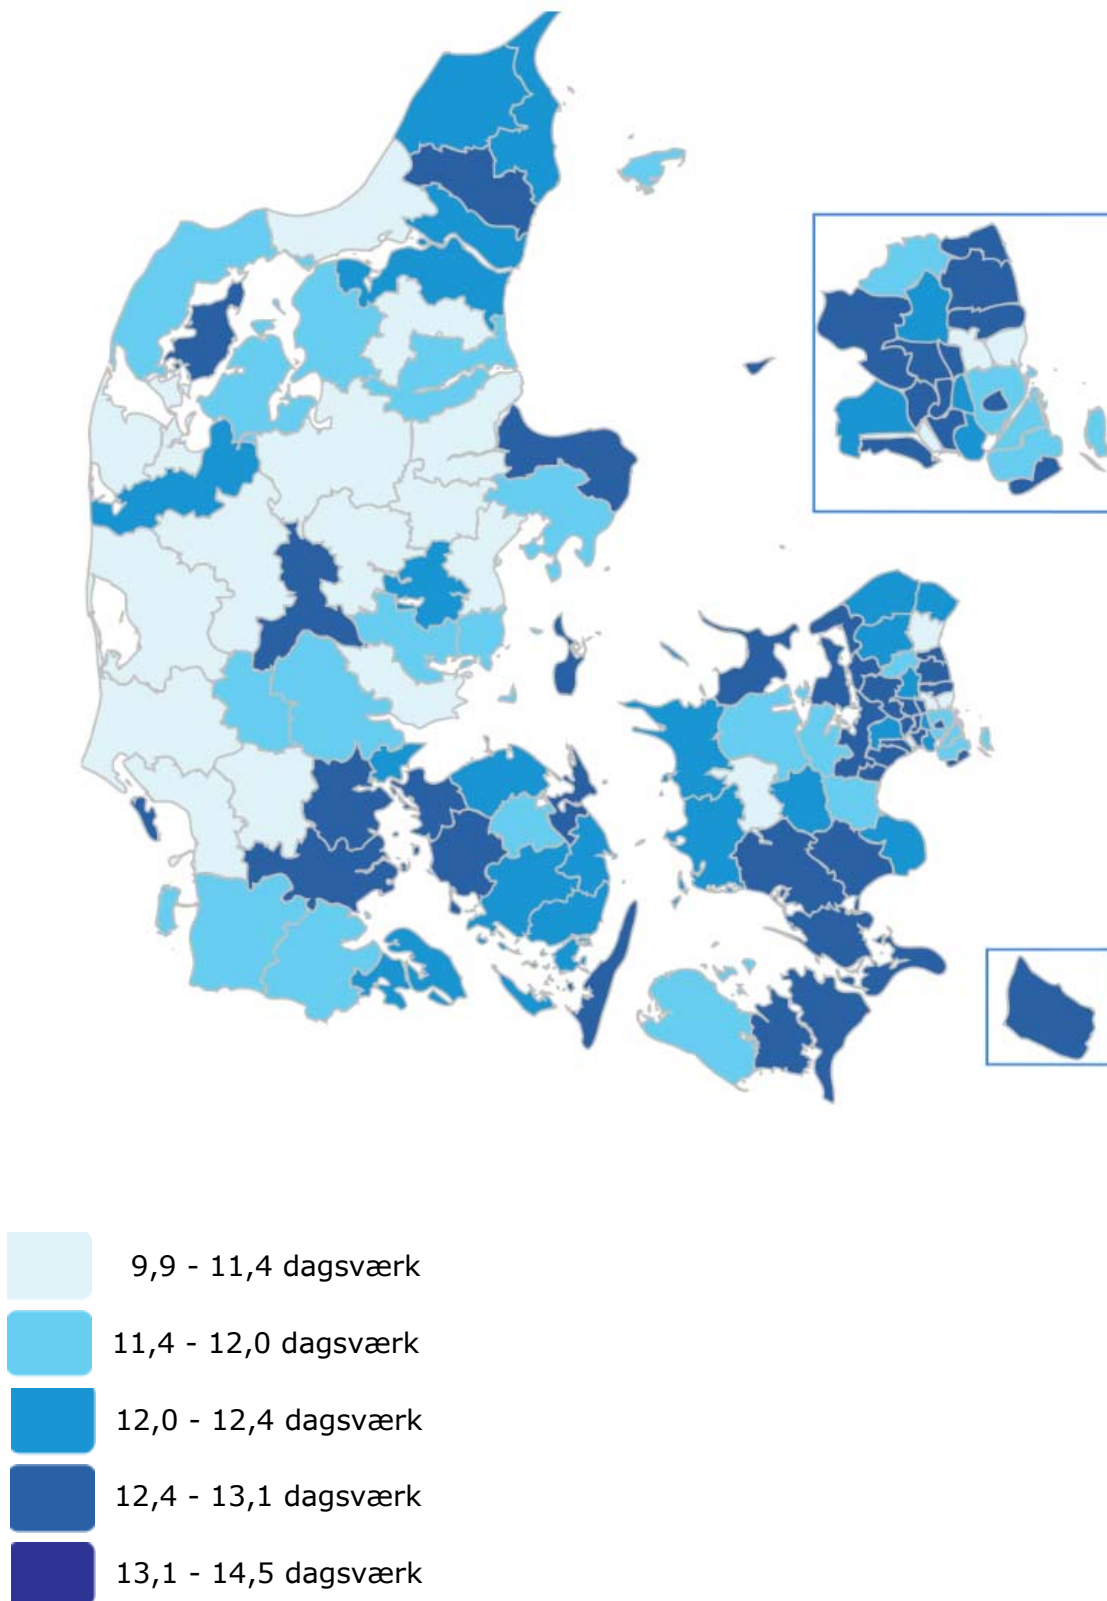 9,9 - 11,4 dagsværk
11,4 - 12,0 dagsværk
12,0 - 12,4 dagsværk
12,4 - 13,1 dagsværk
13,1 - 14,5 dagsværk